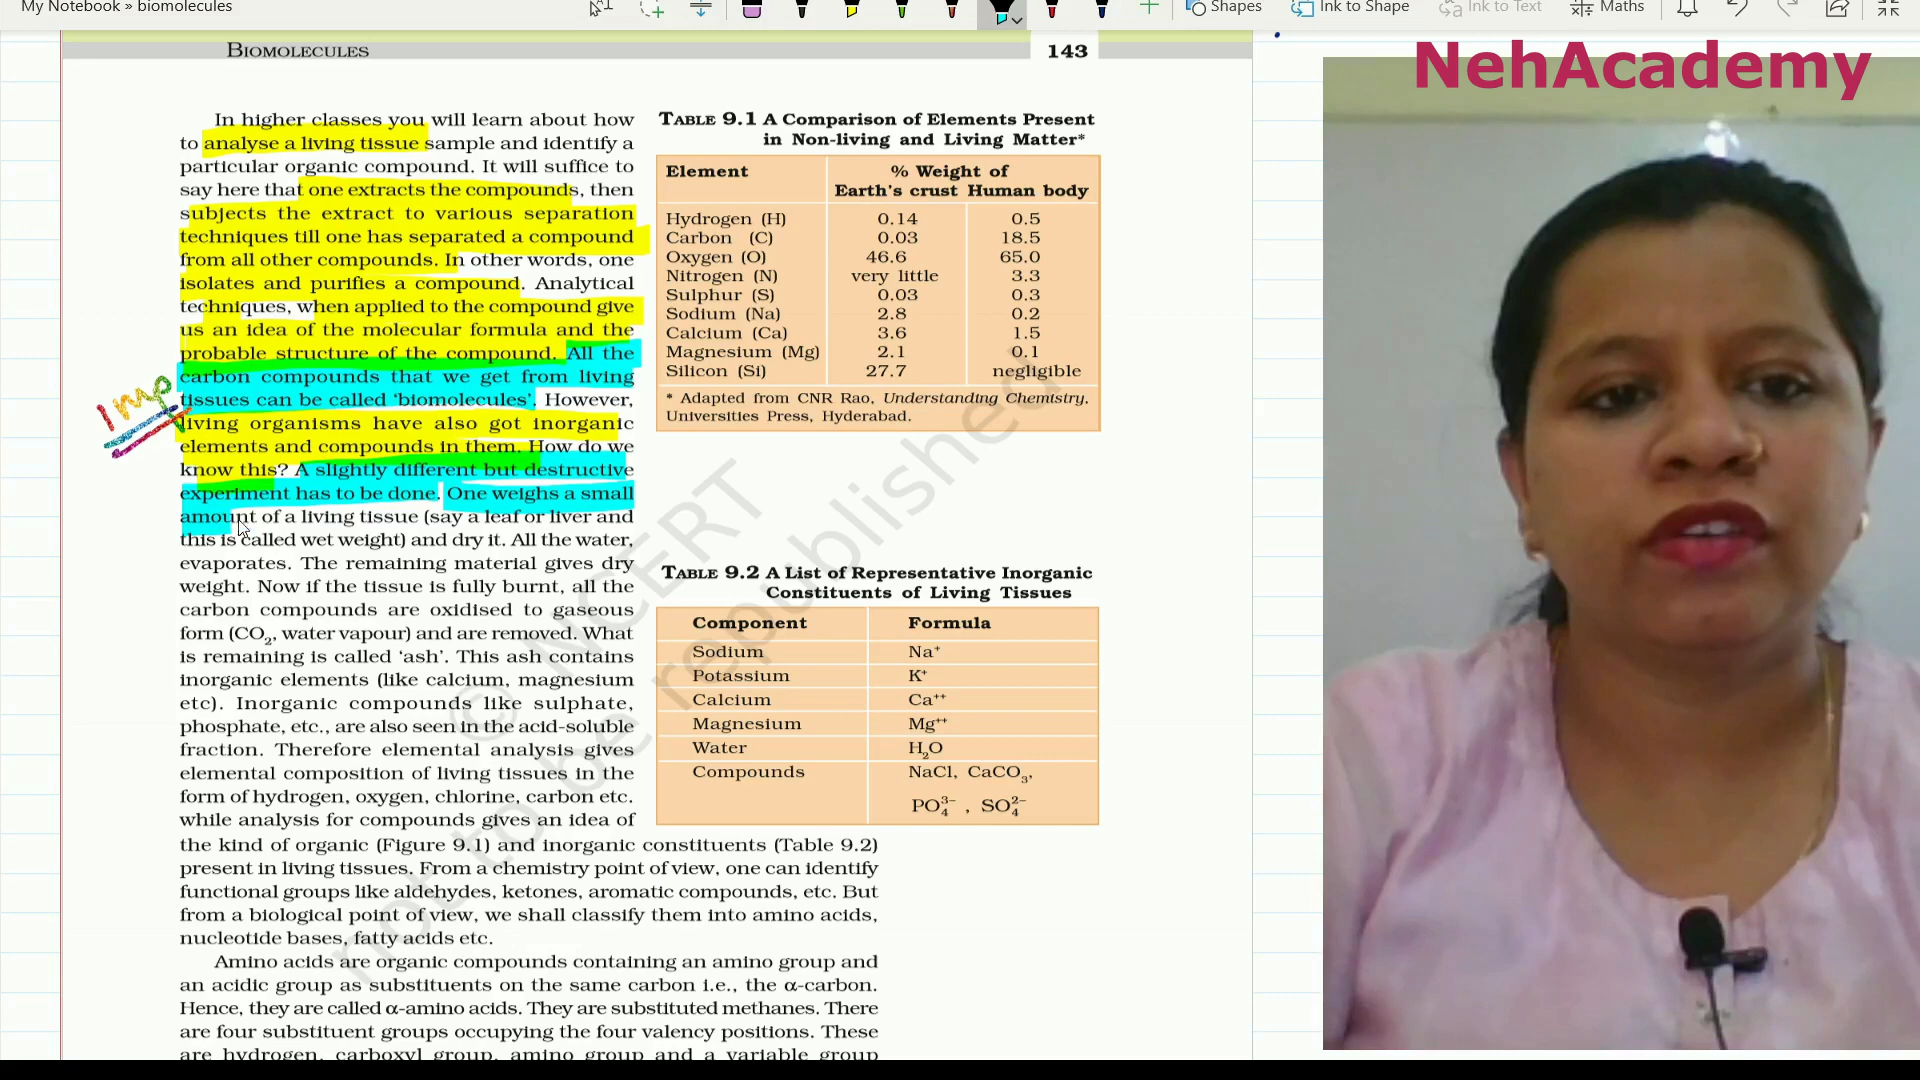 My Notebook » biomolecules
Shapes
Ink to Shape
Ink to Text
Maths
BIOMOLECULES
143
NehAcademy
In higher classes you will learn about how
to analyse a living tissue sample and identify a
particular organic compound. It will suffice to
say here that one extracts the compounds, then
subjects the extract to various separation
techniques till one has separated a compound
from all other compounds. In other words, one
isolates and purifies a compound. Analytical
techniques, when applied to the compound give
us an idea of the molecular formula and the
probable structure of the compound. All the
carbon compounds that we get from living
tissues can be called ‘biomolecules’. However,
living organisms have also got inorganic
elements and compounds in them. How do we
know this? A slightly different but destructive
experiment has to be done. One weighs a small
amount of a living tissue (say a leaf or liver and
this is called wet weight) and dry it. All the water,
evaporates. The remaining material gives dry
weight. Now if the tissue is fully burnt, all the
carbon compounds are oxidised to gaseous
form (CO₂, water vapour) and are removed. What
is remaining is called ‘ash’. This ash contains
inorganic elements (like calcium, magnesium
etc). Inorganic compounds like sulphate,
phosphate, etc., are also seen in the acid-soluble
fraction. Therefore elemental analysis gives
elemental composition of living tissues in the
form of hydrogen, oxygen, chlorine, carbon etc.
while analysis for compounds gives an idea of
the kind of organic (Figure 9.1) and inorganic constituents (Table 9.2)
present in living tissues. From a chemistry point of view, one can identify
functional groups like aldehydes, ketones, aromatic compounds, etc. But
from a biological point of view, we shall classify them into amino acids,
nucleotide bases, fatty acids etc.
Amino acids are organic compounds containing an amino group and
an acidic group as substituents on the same carbon i.e., the α-carbon.
Hence, they are called α-amino acids. They are substituted methanes. There
are four substituent groups occupying the four valency positions. These
are hydrogen, carboxyl group, amino group and a variable group
Imp
TABLE 9.1 A Comparison of Elements Present
in Non-living and Living Matter*
Element % Weight of
Earth's crust Human body
Hydrogen (H) 0.14 0.5
Carbon (C) 0.03 18.5
Oxygen (O) 46.6 65.0
Nitrogen (N) very little 3.3
Sulphur (S) 0.03 0.3
Sodium (Na) 2.8 0.2
Calcium (Ca) 3.6 1.5
Magnesium (Mg) 2.1 0.1
Silicon (Si) 27.7 negligible
* Adapted from CNR Rao, Understanding Chemistry,
Universities Press, Hyderabad.
TABLE 9.2 A List of Representative Inorganic
Constituents of Living Tissues
Component Formula
Sodium Na⁺
Potassium K⁺
Calcium Ca⁺⁺
Magnesium Mg⁺⁺
Water H₂O
Compounds NaCl, CaCO₃,
PO₄³⁻ , SO₄²⁻
© NCERT
not to be republished